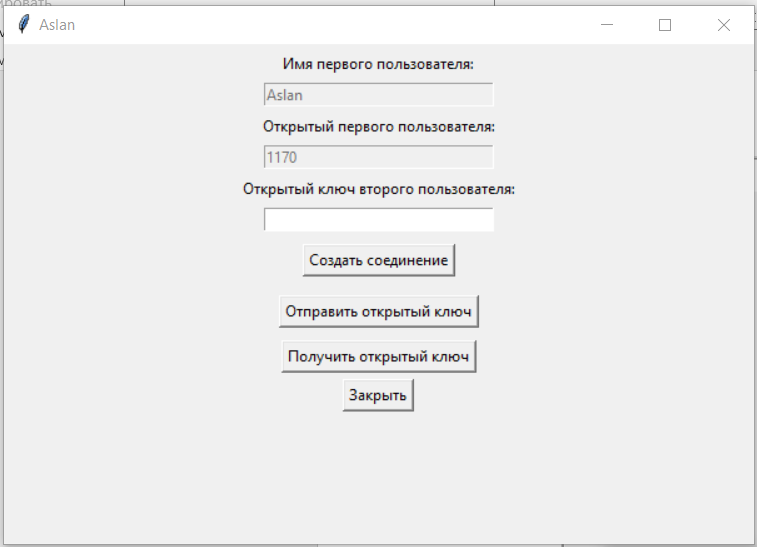 Aslan
Имя первого пользователя:
Aslan
Открытый первого пользователя:
1170
Открытый ключ второго пользователя:
Создать соединение
Отправить открытый ключ
Получить открытый ключ
Закрыть